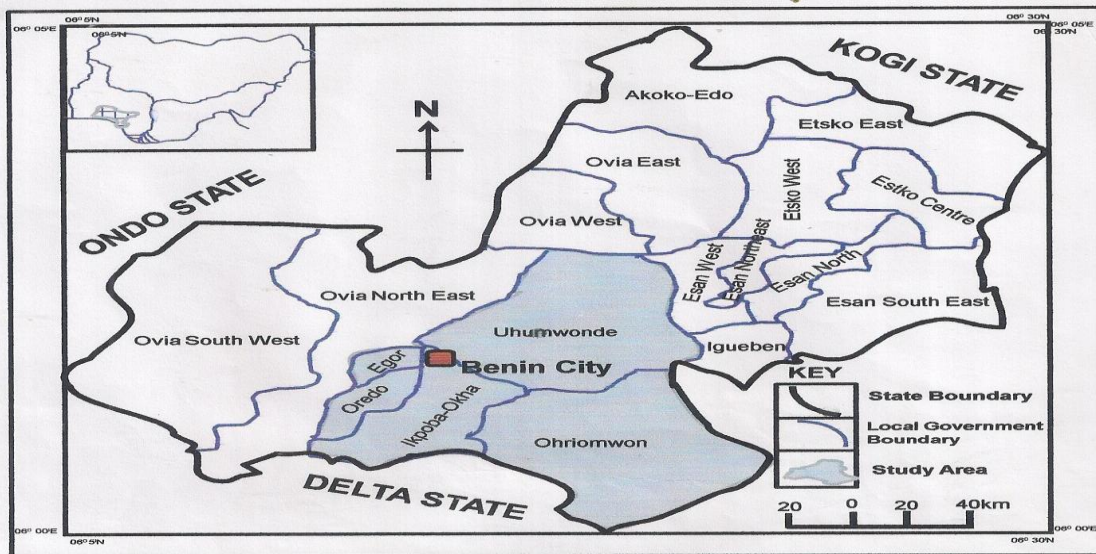 06° 5'N
06° 30'N
06° 05'E
06° 05'E
06° 30'N
06° 5'N
KOGI STATE
Akoko-Edo
Etsko East
N
Ovia East
Etsko West
Estko Centre
ONDO STATE
Ovia West
Esan West
Esan Northeast
Esan North
Ovia North East
Esan South East
Uhumwonde
Ovia South West
Igueben
Egor
Benin City
KEY
Oredo
Ikpoba-Okha
State Boundary
Ohriomwon
Local Government
Boundary
Study Area
DELTA STATE
20 0 20 40km
06° 00'E
06° 00'E
06° 5'N
06° 30'N